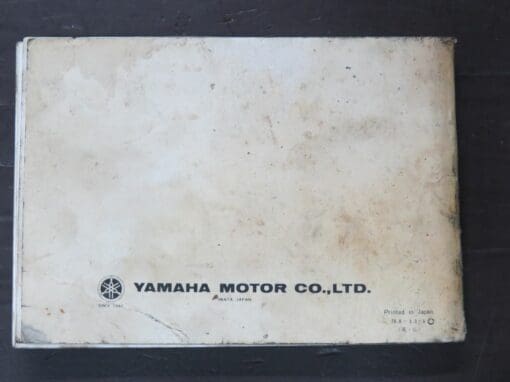 YAMAHA MOTOR CO.,LTD.
IWATA JAPAN
Printed in Japan